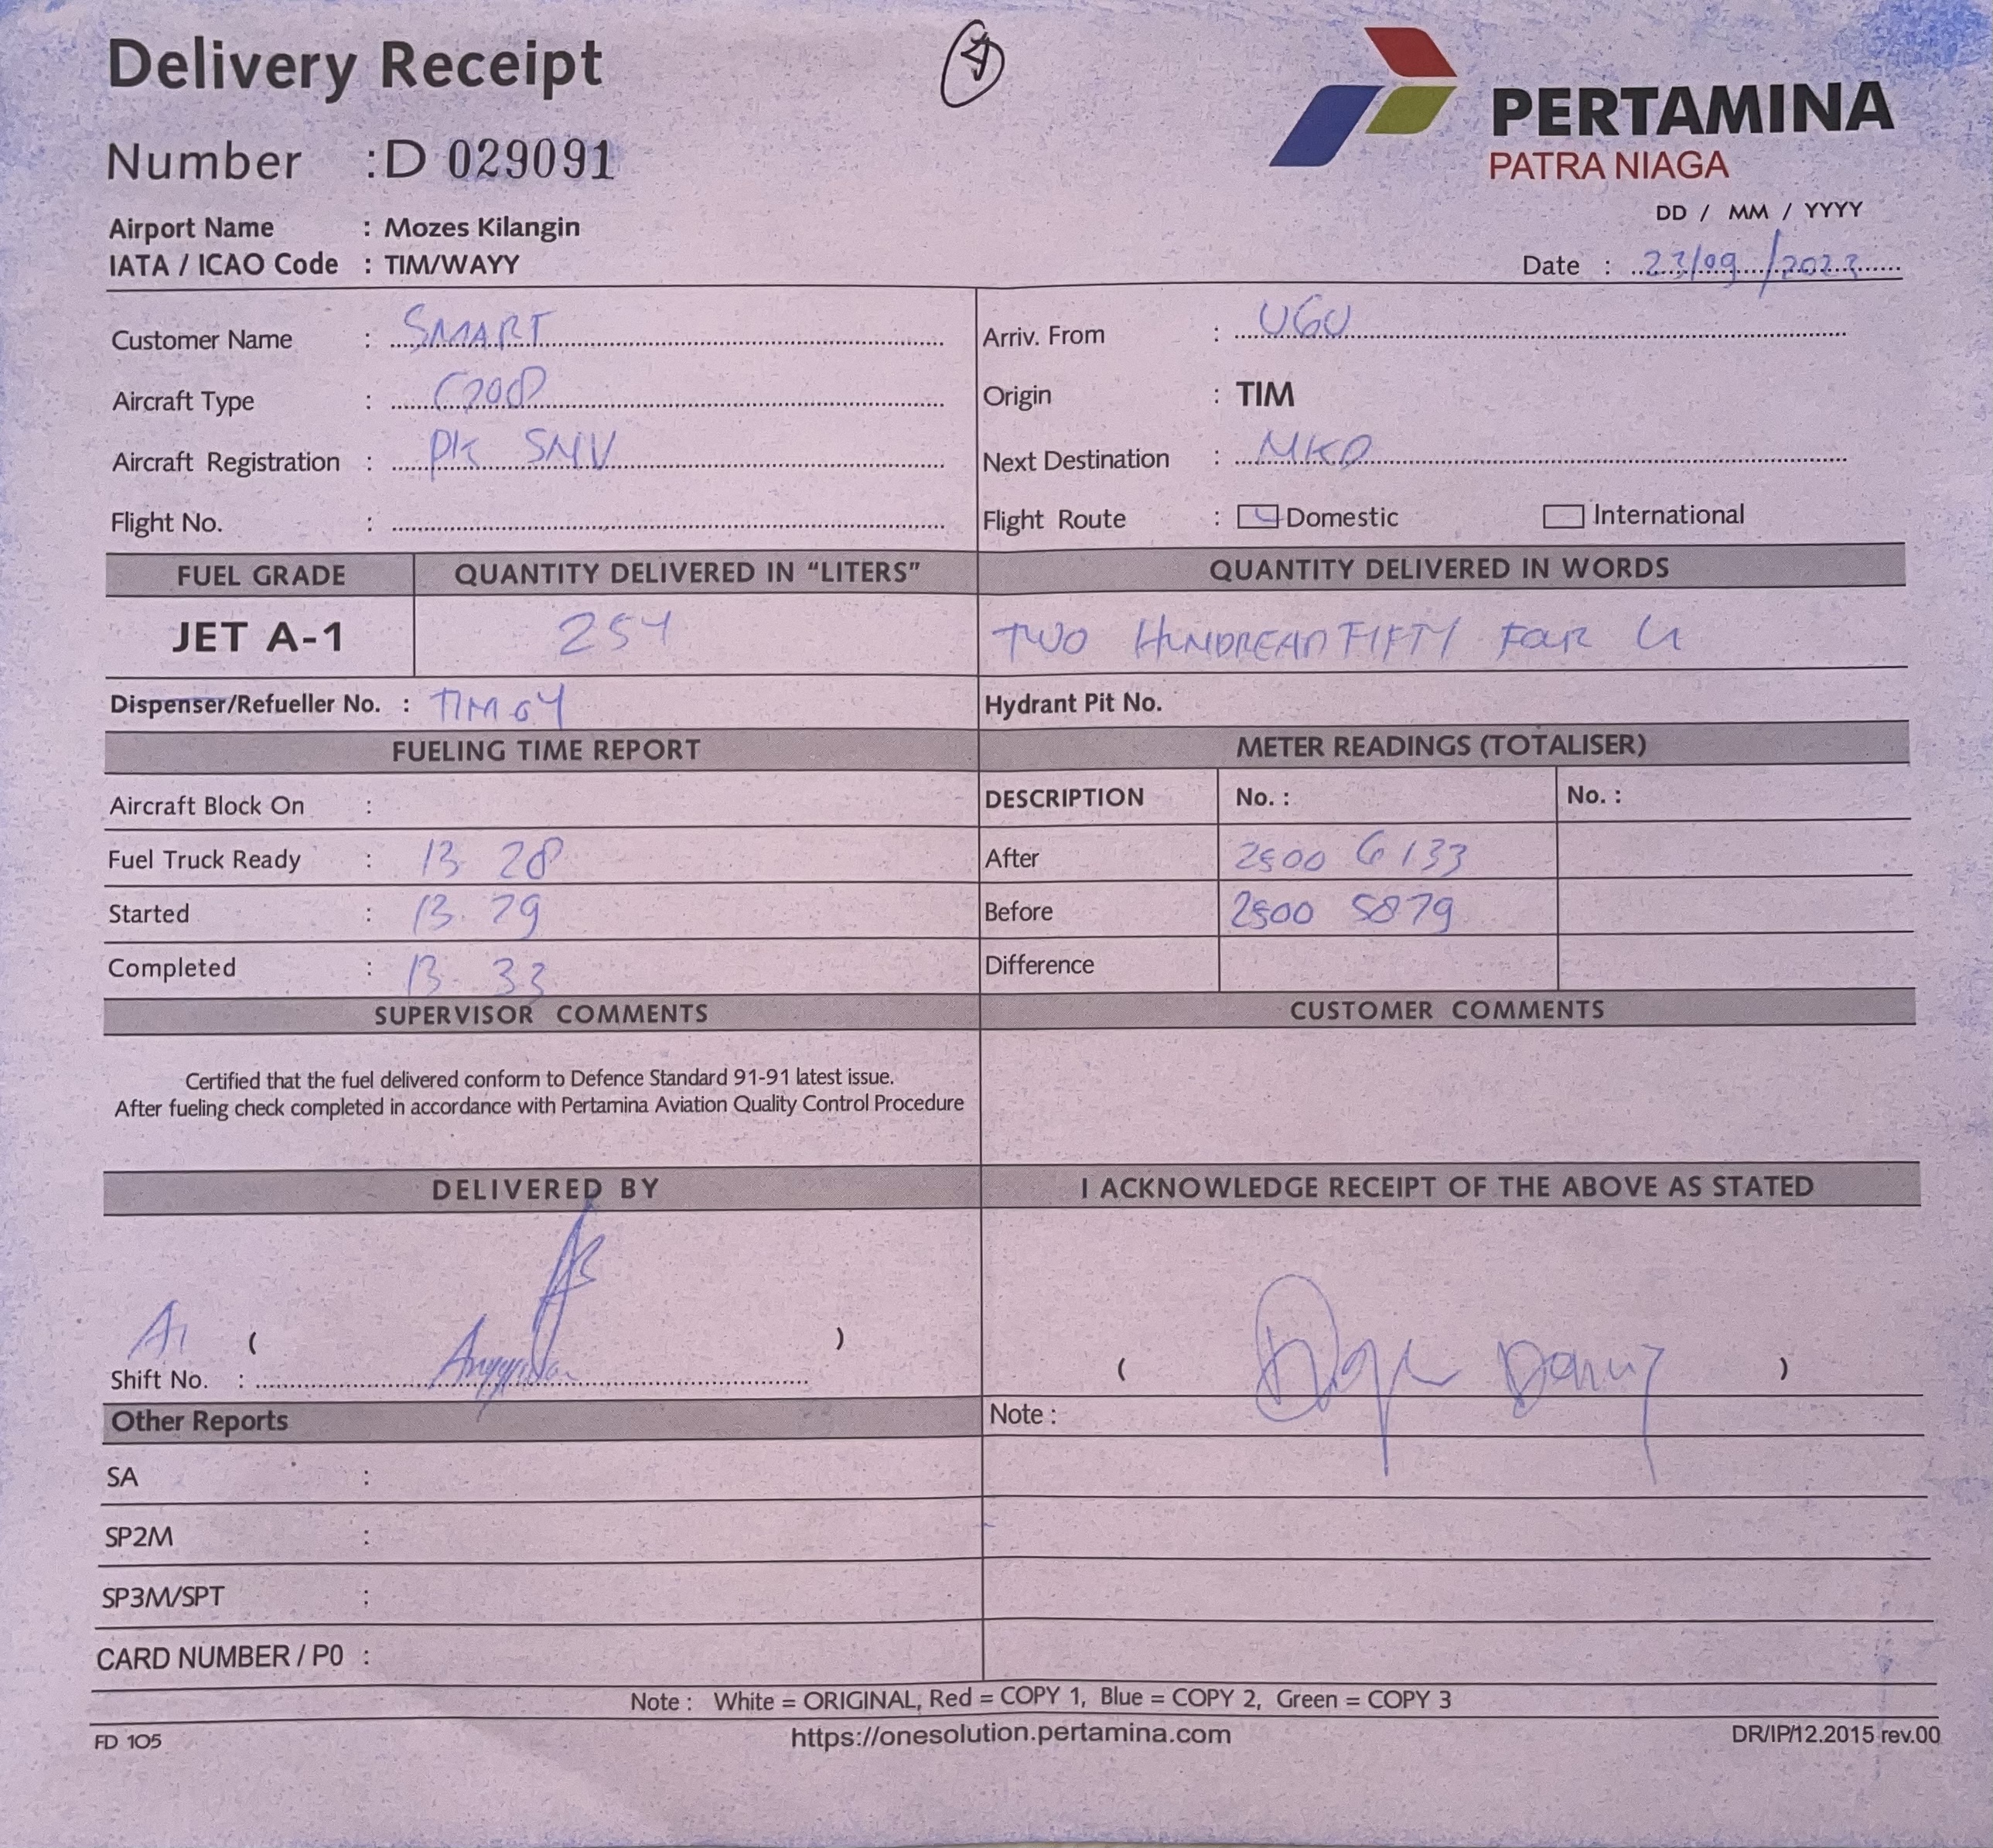 Delivery Receipt
4
PERTAMINA
PATRA NIAGA
Number : D 029091
DD / MM / YYYY
Airport Name : Mozes Kilangin
IATA / ICAO Code : TIM/WAYY
Date : 23/09/2023
Customer Name : SMART
Arriv. From : UGU
Aircraft Type : C208
Origin : TIM
Aircraft Registration : PK SNV
Next Destination : MKD
Flight No. :
Flight Route : Domestic International
FUEL GRADE QUANTITY DELIVERED IN “LITERS” QUANTITY DELIVERED IN WORDS
JET A-1 254 TWO HUNDREAD FIFTY FOUR
Dispenser/Refueller No. : TIM 04 Hydrant Pit No.
FUELING TIME REPORT METER READINGS (TOTALISER)
Aircraft Block On : DESCRIPTION No. : No. :
Fuel Truck Ready : 13 28 After 2500 6133
Started : 13. 29 Before 2500 5879
Completed : 13. 33 Difference
SUPERVISOR COMMENTS CUSTOMER COMMENTS
Certified that the fuel delivered conform to Defence Standard 91-91 latest issue.
After fueling check completed in accordance with Pertamina Aviation Quality Control Procedure
DELIVERED BY I ACKNOWLEDGE RECEIPT OF THE ABOVE AS STATED
( ) ( )
Shift No. :
Other Reports Note :
SA :
SP2M :
SP3M/SPT :
CARD NUMBER / P0 :
Note : White = ORIGINAL, Red = COPY 1, Blue = COPY 2, Green = COPY 3
FD 105 https://onesolution.pertamina.com DR/IP/12.2015 rev.00